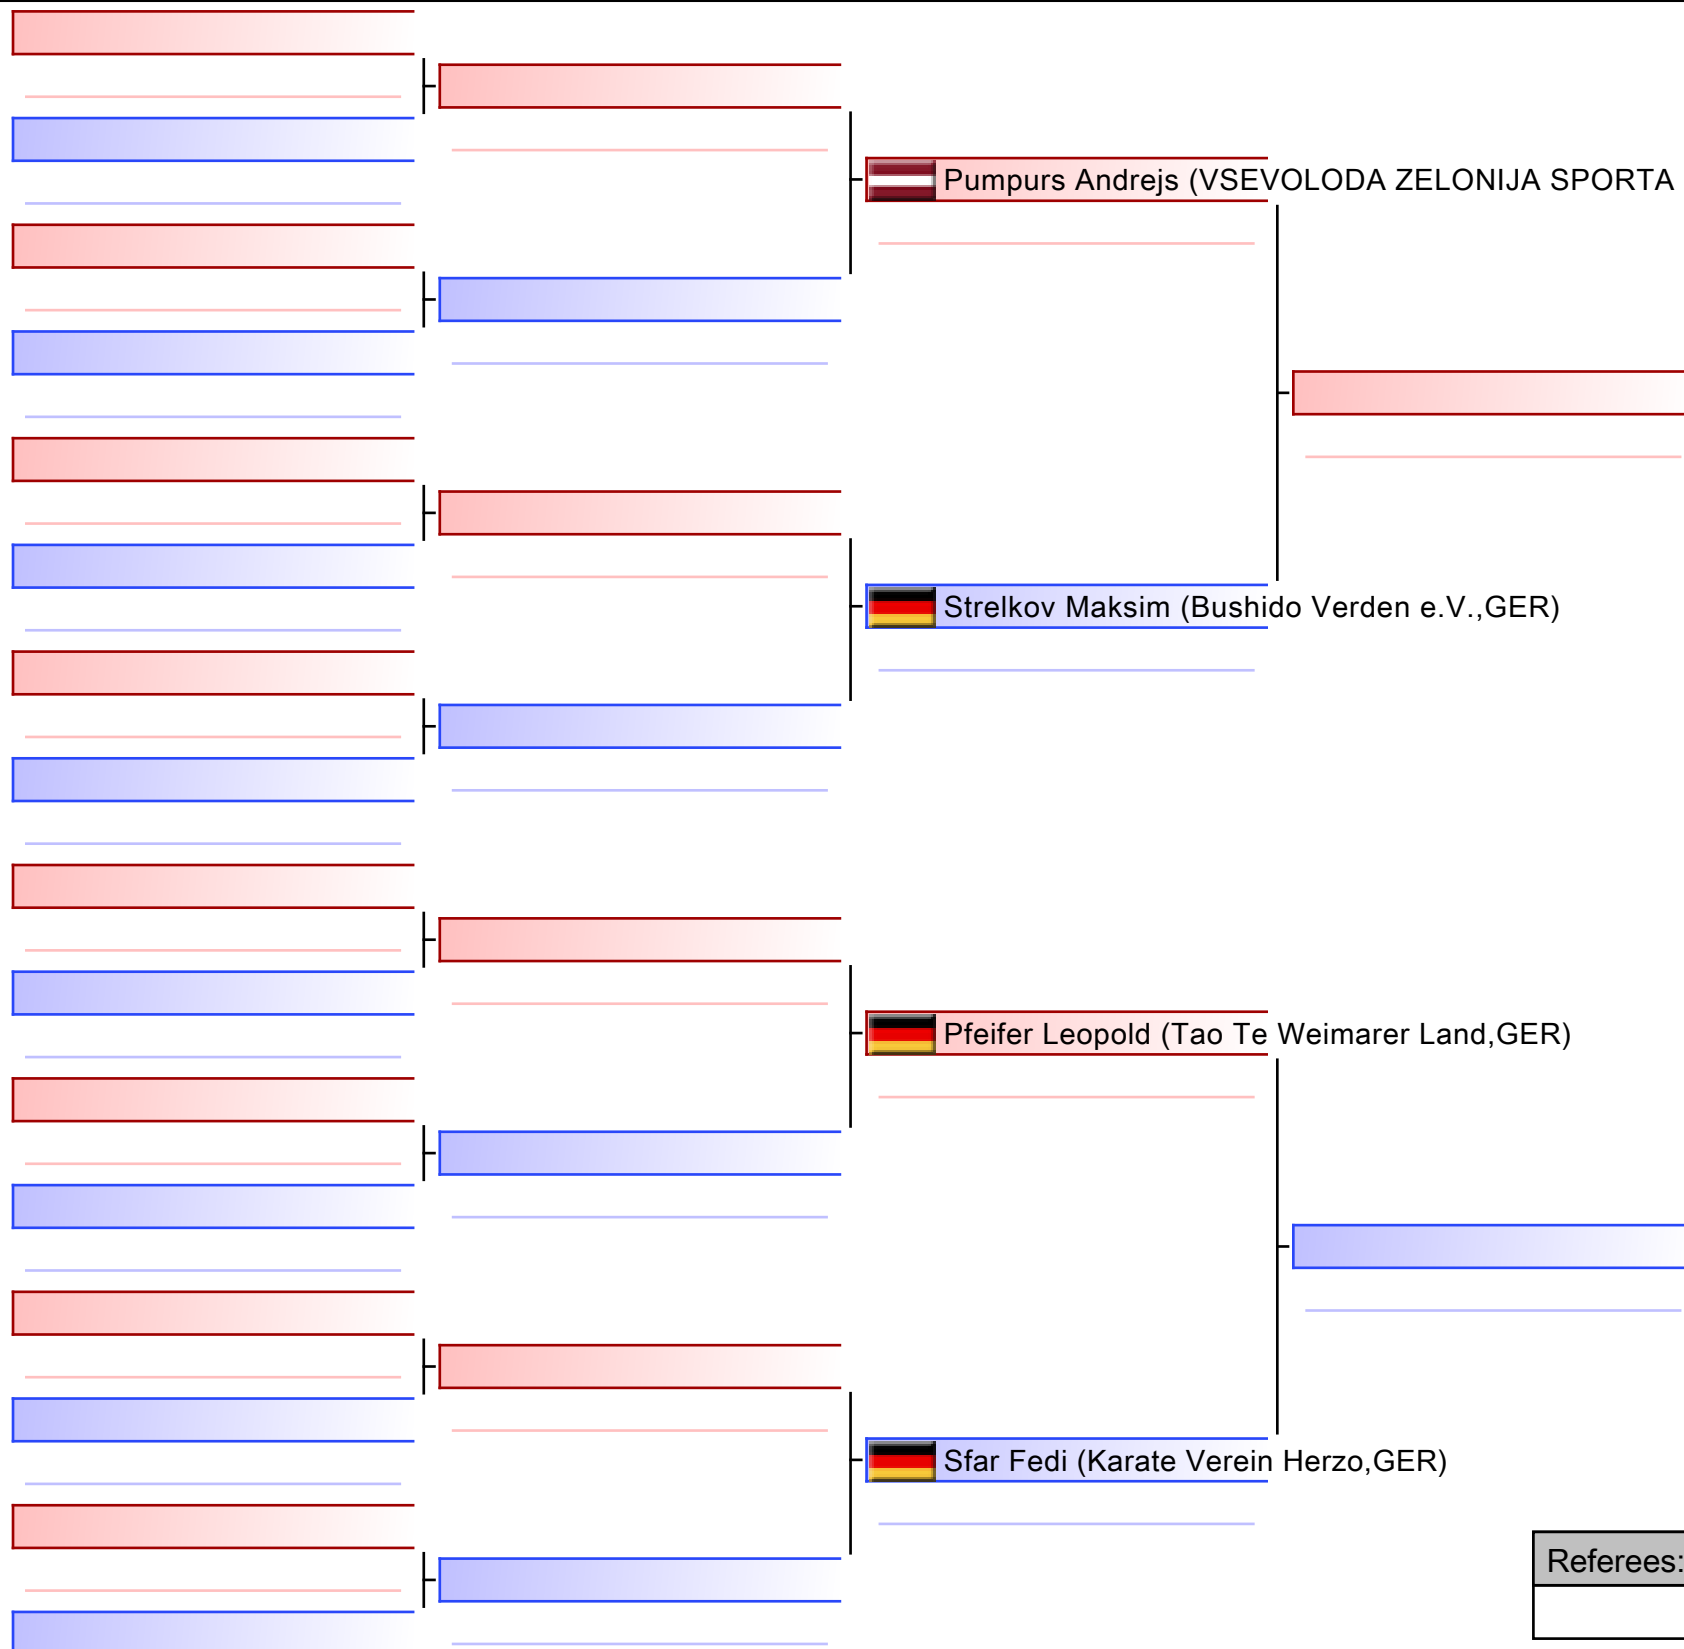 Pumpurs Andrejs (VSEVOLODA ZELONIJA SPORTA
Strelkov Maksim (Bushido Verden e.V.,GER)
Pfeifer Leopold (Tao Te Weimarer Land,GER)
Sfar Fedi (Karate Verein Herzo,GER)
Referees: